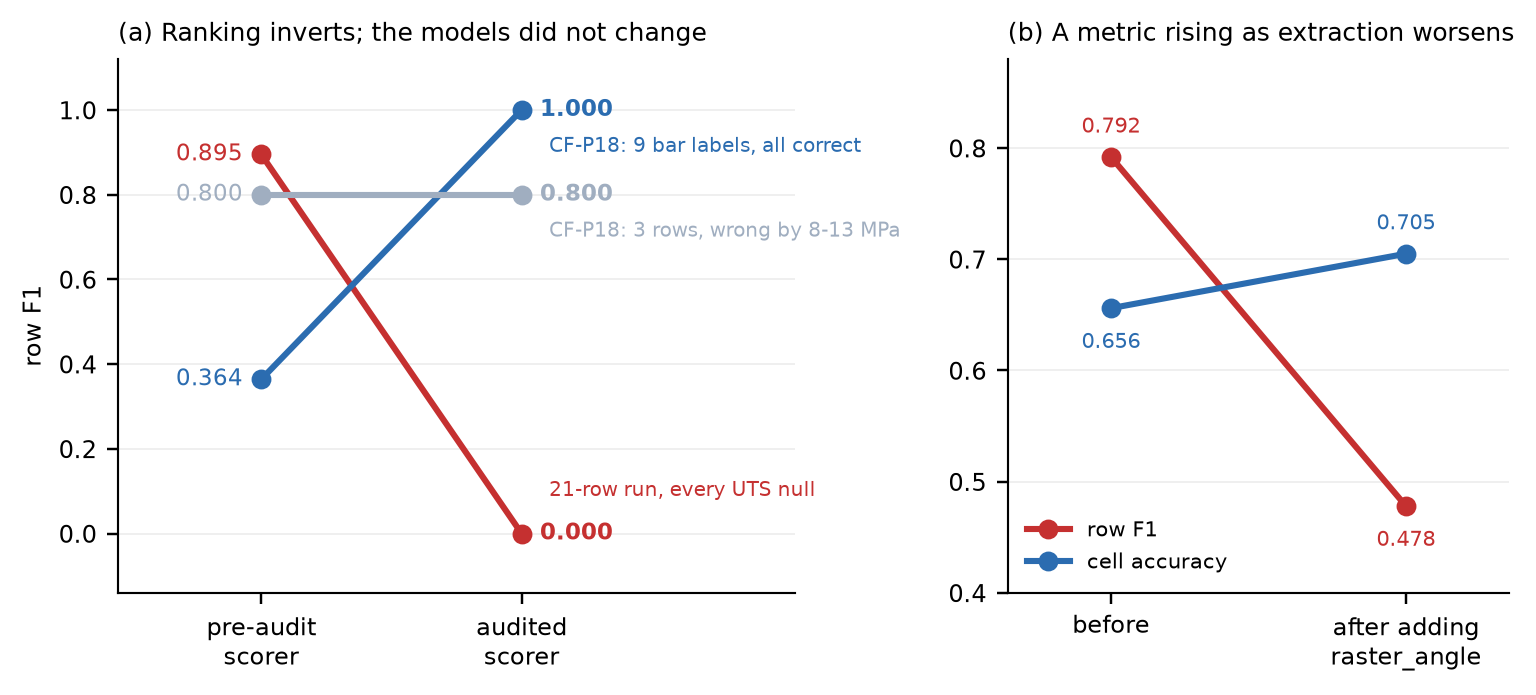 (a) Ranking inverts; the models did not change
row F1
1.0
0.8
0.6
0.4
0.2
0.0
0.895
0.800
0.364
1.000
CF-P18: 9 bar labels, all correct
0.800
CF-P18: 3 rows, wrong by 8-13 MPa
21-row run, every UTS null
0.000
pre-audit
scorer
audited
scorer
(b) A metric rising as extraction worsens
0.8
0.7
0.6
0.5
0.4
0.792
0.705
0.656
0.478
row F1
cell accuracy
before
after adding
raster_angle